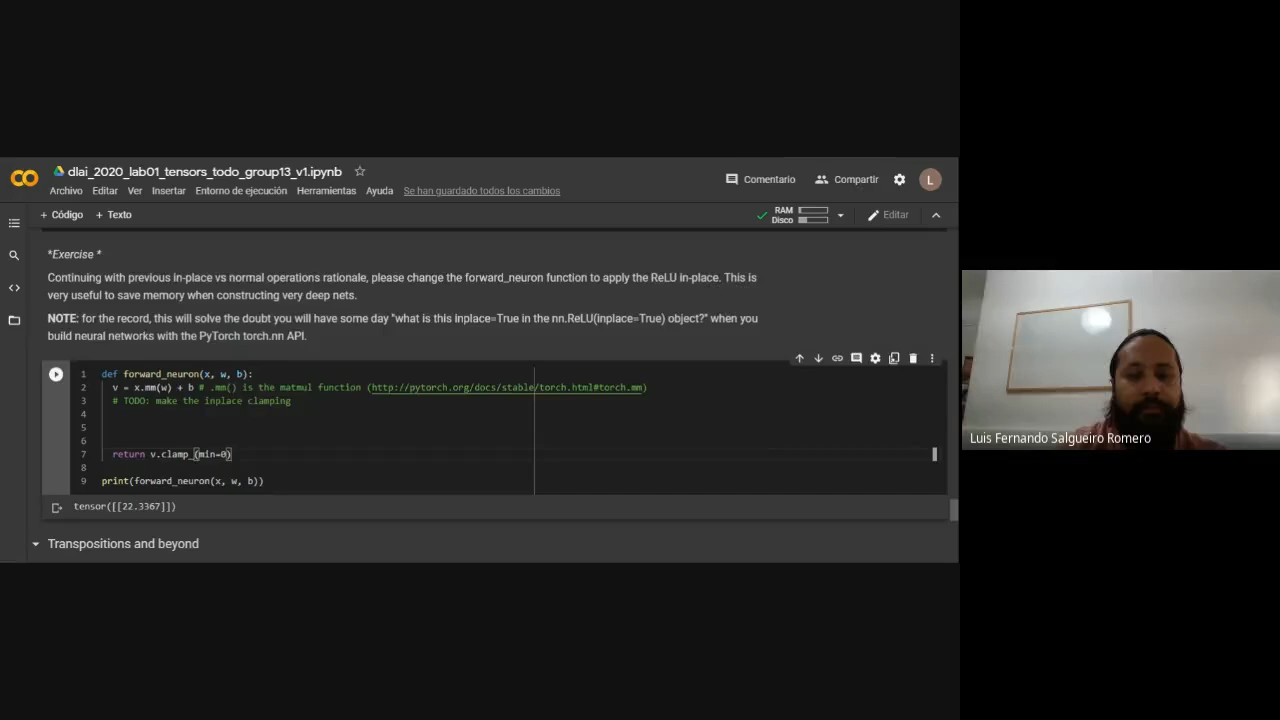 dlai_2020_lab01_tensors_todo_group13_v1.ipynb
Archivo Editar Ver Insertar Entorno de ejecución Herramientas Ayuda Se han guardado todos los cambios
Comentario Compartir L
+ Código + Texto
RAM
Disco
Editar
*Exercise *
Continuing with previous in-place vs normal operations rationale, please change the forward_neuron function to apply the ReLU in-place. This is
very useful to save memory when constructing very deep nets.
NOTE: for the record, this will solve the doubt you will have some day "what is this inplace=True in the nn.ReLU(inplace=True) object?" when you
build neural networks with the PyTorch torch.nn API.
1 def forward_neuron(x, w, b):
2 v = x.mm(w) + b # .mm() is the matmul function (http://pytorch.org/docs/stable/torch.html#torch.mm)
3 # TODO: make the inplace clamping
4
5
6
7 return v.clamp_(min=0)
8
9 print(forward_neuron(x, w, b))
tensor([[22.3367]])
Transpositions and beyond
Luis Fernando Salgueiro Romero